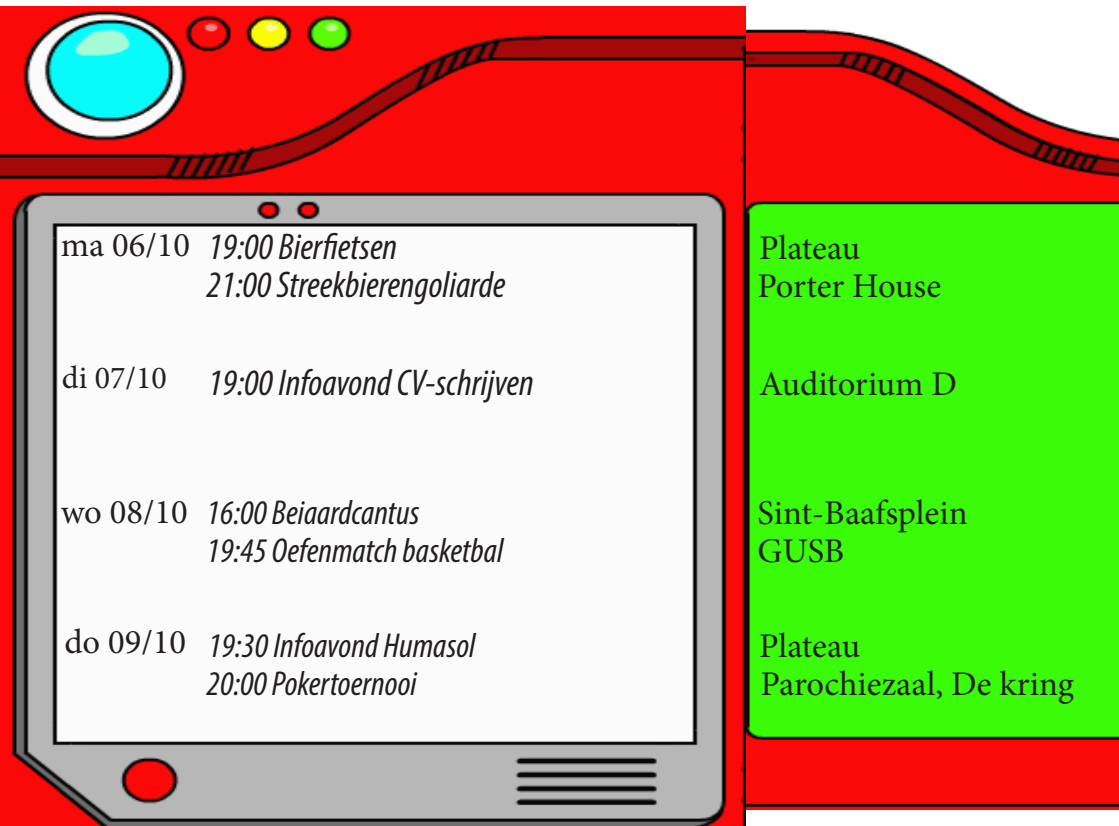 ma 06/10 19:00 Bierfietsen Plateau
21:00 Streekbierengoliarde Porter House
di 07/10 19:00 Infoavond CV-schrijven Auditorium D
wo 08/10 16:00 Beiaardcantus Sint-Baafsplein
19:45 Oefenmatch basketbal GUSB
do 09/10 19:30 Infoavond Humasol Plateau
20:00 Pokertoernooi Parochiezaal, De kring